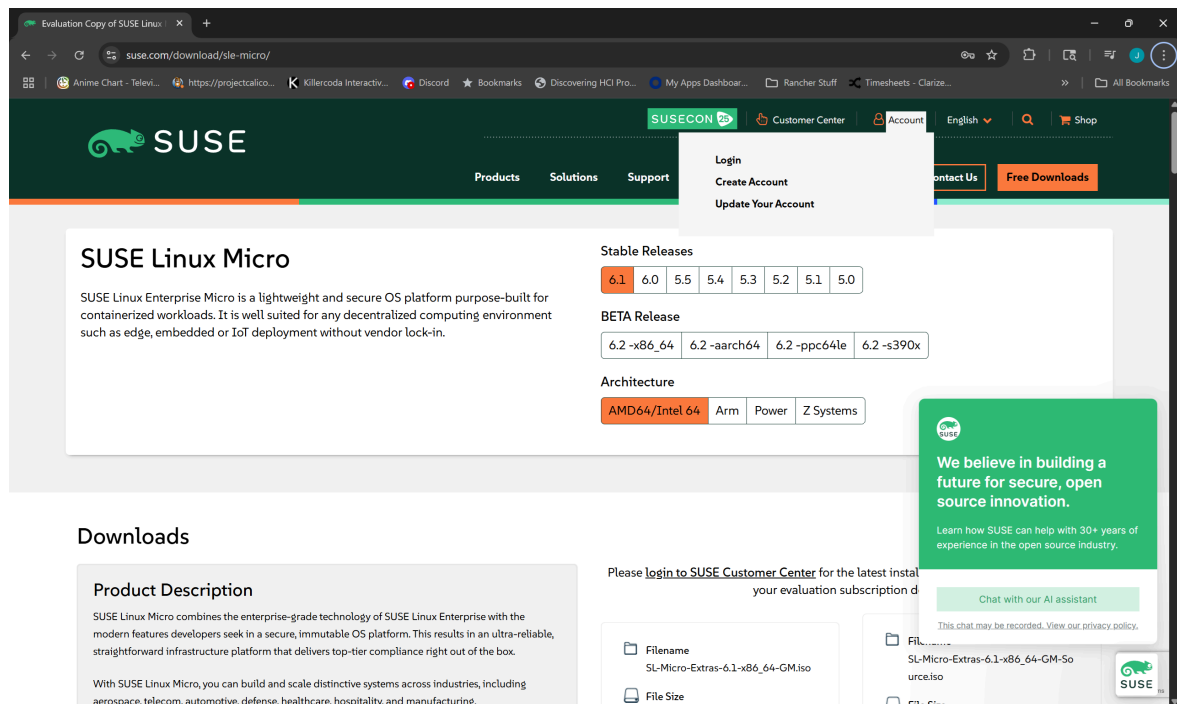 Evaluation Copy of SUSE Linux
suse.com/download/sle-micro/
J
Anime Chart - Televi...
https://projectcalico...
Killercoda Interactiv...
Discord
Bookmarks
Discovering HCI Pro...
My Apps Dashboar...
Rancher Stuff
Timesheets - Clarize...
All Bookmarks
SUSE
SUSECON 25
Customer Center
Account
English
Shop
Login
Create Account
Update Your Account
Products
Solutions
Support
ontact Us
Free Downloads
SUSE Linux Micro
SUSE Linux Enterprise Micro is a lightweight and secure OS platform purpose-built for
containerized workloads. It is well suited for any decentralized computing environment
such as edge, embedded or IoT deployment without vendor lock-in.
Stable Releases
6.1 6.0 5.5 5.4 5.3 5.2 5.1 5.0
BETA Release
6.2 -x86_64 6.2 -aarch64 6.2 -ppc64le 6.2 -s390x
Architecture
AMD64/Intel 64 Arm Power Z Systems
Downloads
Product Description
SUSE Linux Micro combines the enterprise-grade technology of SUSE Linux Enterprise with the
modern features developers seek in a secure, immutable OS platform. This results in an ultra-reliable,
straightforward infrastructure platform that delivers top-tier compliance right out of the box.
With SUSE Linux Micro, you can build and scale distinctive systems across industries, including
aerospace, telecom, automotive, defense, healthcare, hospitality, and manufacturing.
Please login to SUSE Customer Center for the latest instal
your evaluation subscription d
Filename
SL-Micro-Extras-6.1-x86_64-GM.iso
File Size
Filename
SL-Micro-Extras-6.1-x86_64-GM-So
urce.iso
File Size
SUSE
We believe in building a
future for secure, open
source innovation.
Learn how SUSE can help with 30+ years of
experience in the open source industry.
Chat with our AI assistant
This chat may be recorded. View our privacy policy.
SUSE